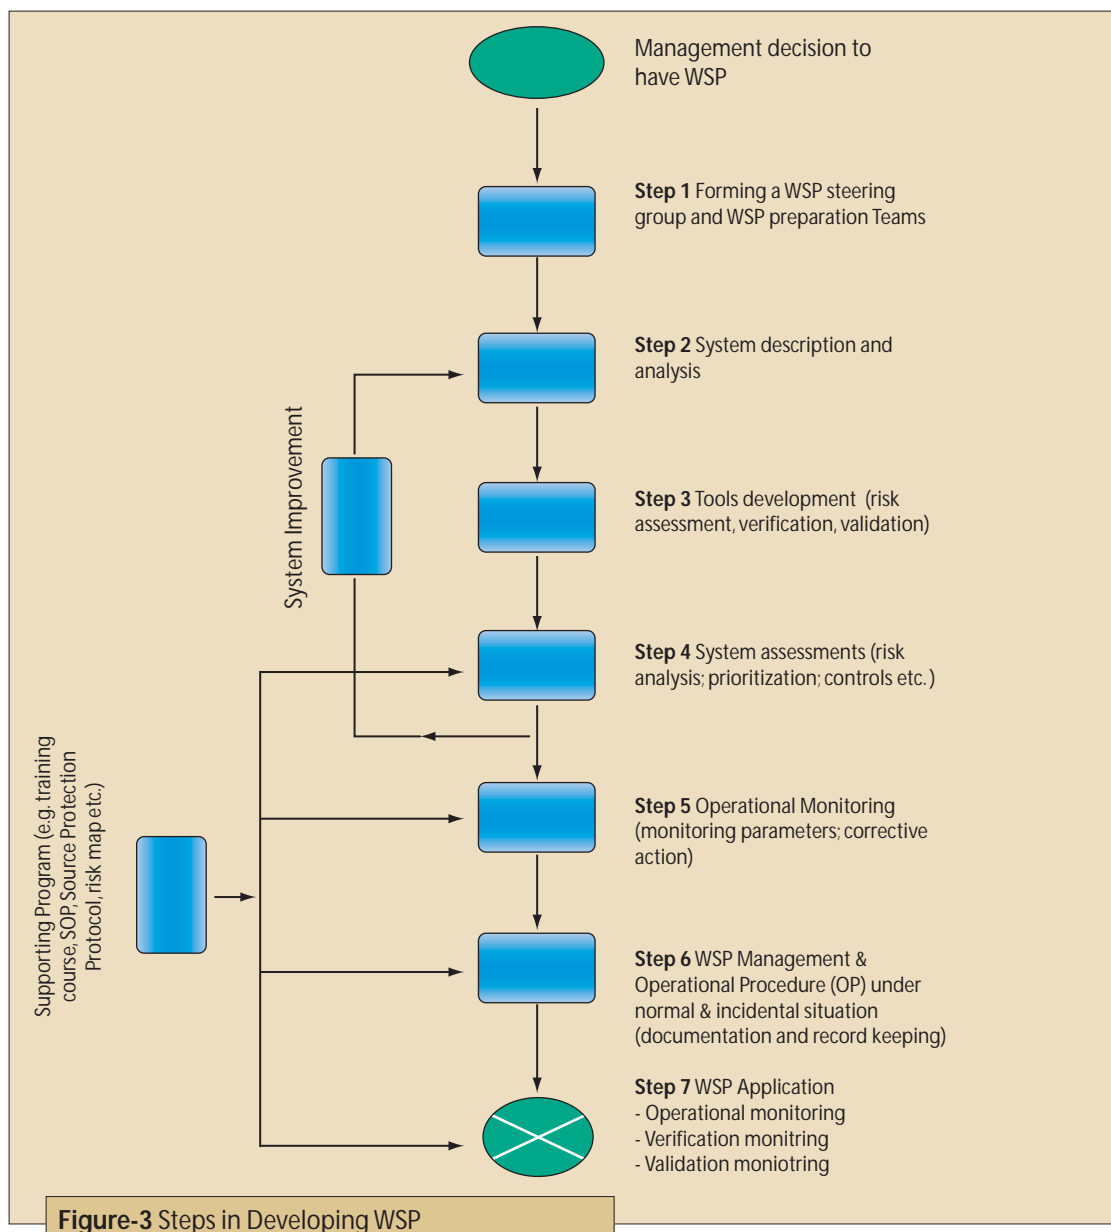 Management decision to
have WSP
Step 1 Forming a WSP steering
group and WSP preparation Teams
Step 2 System description and
analysis
System Improvement
Step 3 Tools development (risk
assessment, verification, validation)
Step 4 System assessments (risk
analysis; prioritization; controls etc. )
Supporting Program (e.g. training
course, SOP, Source Protection
Protocol, risk map etc.)
Step 5 Operational Monitoring
(monitoring parameters; corrective
action)
Step 6 WSP Management &
Operational Procedure (OP) under
normal & incidental situation
(documentation and record keeping)
Step 7 WSP Application
- Operational monitoring
- Verification monitring
- Validation moniotring
Figure-3 Steps in Developing WSP